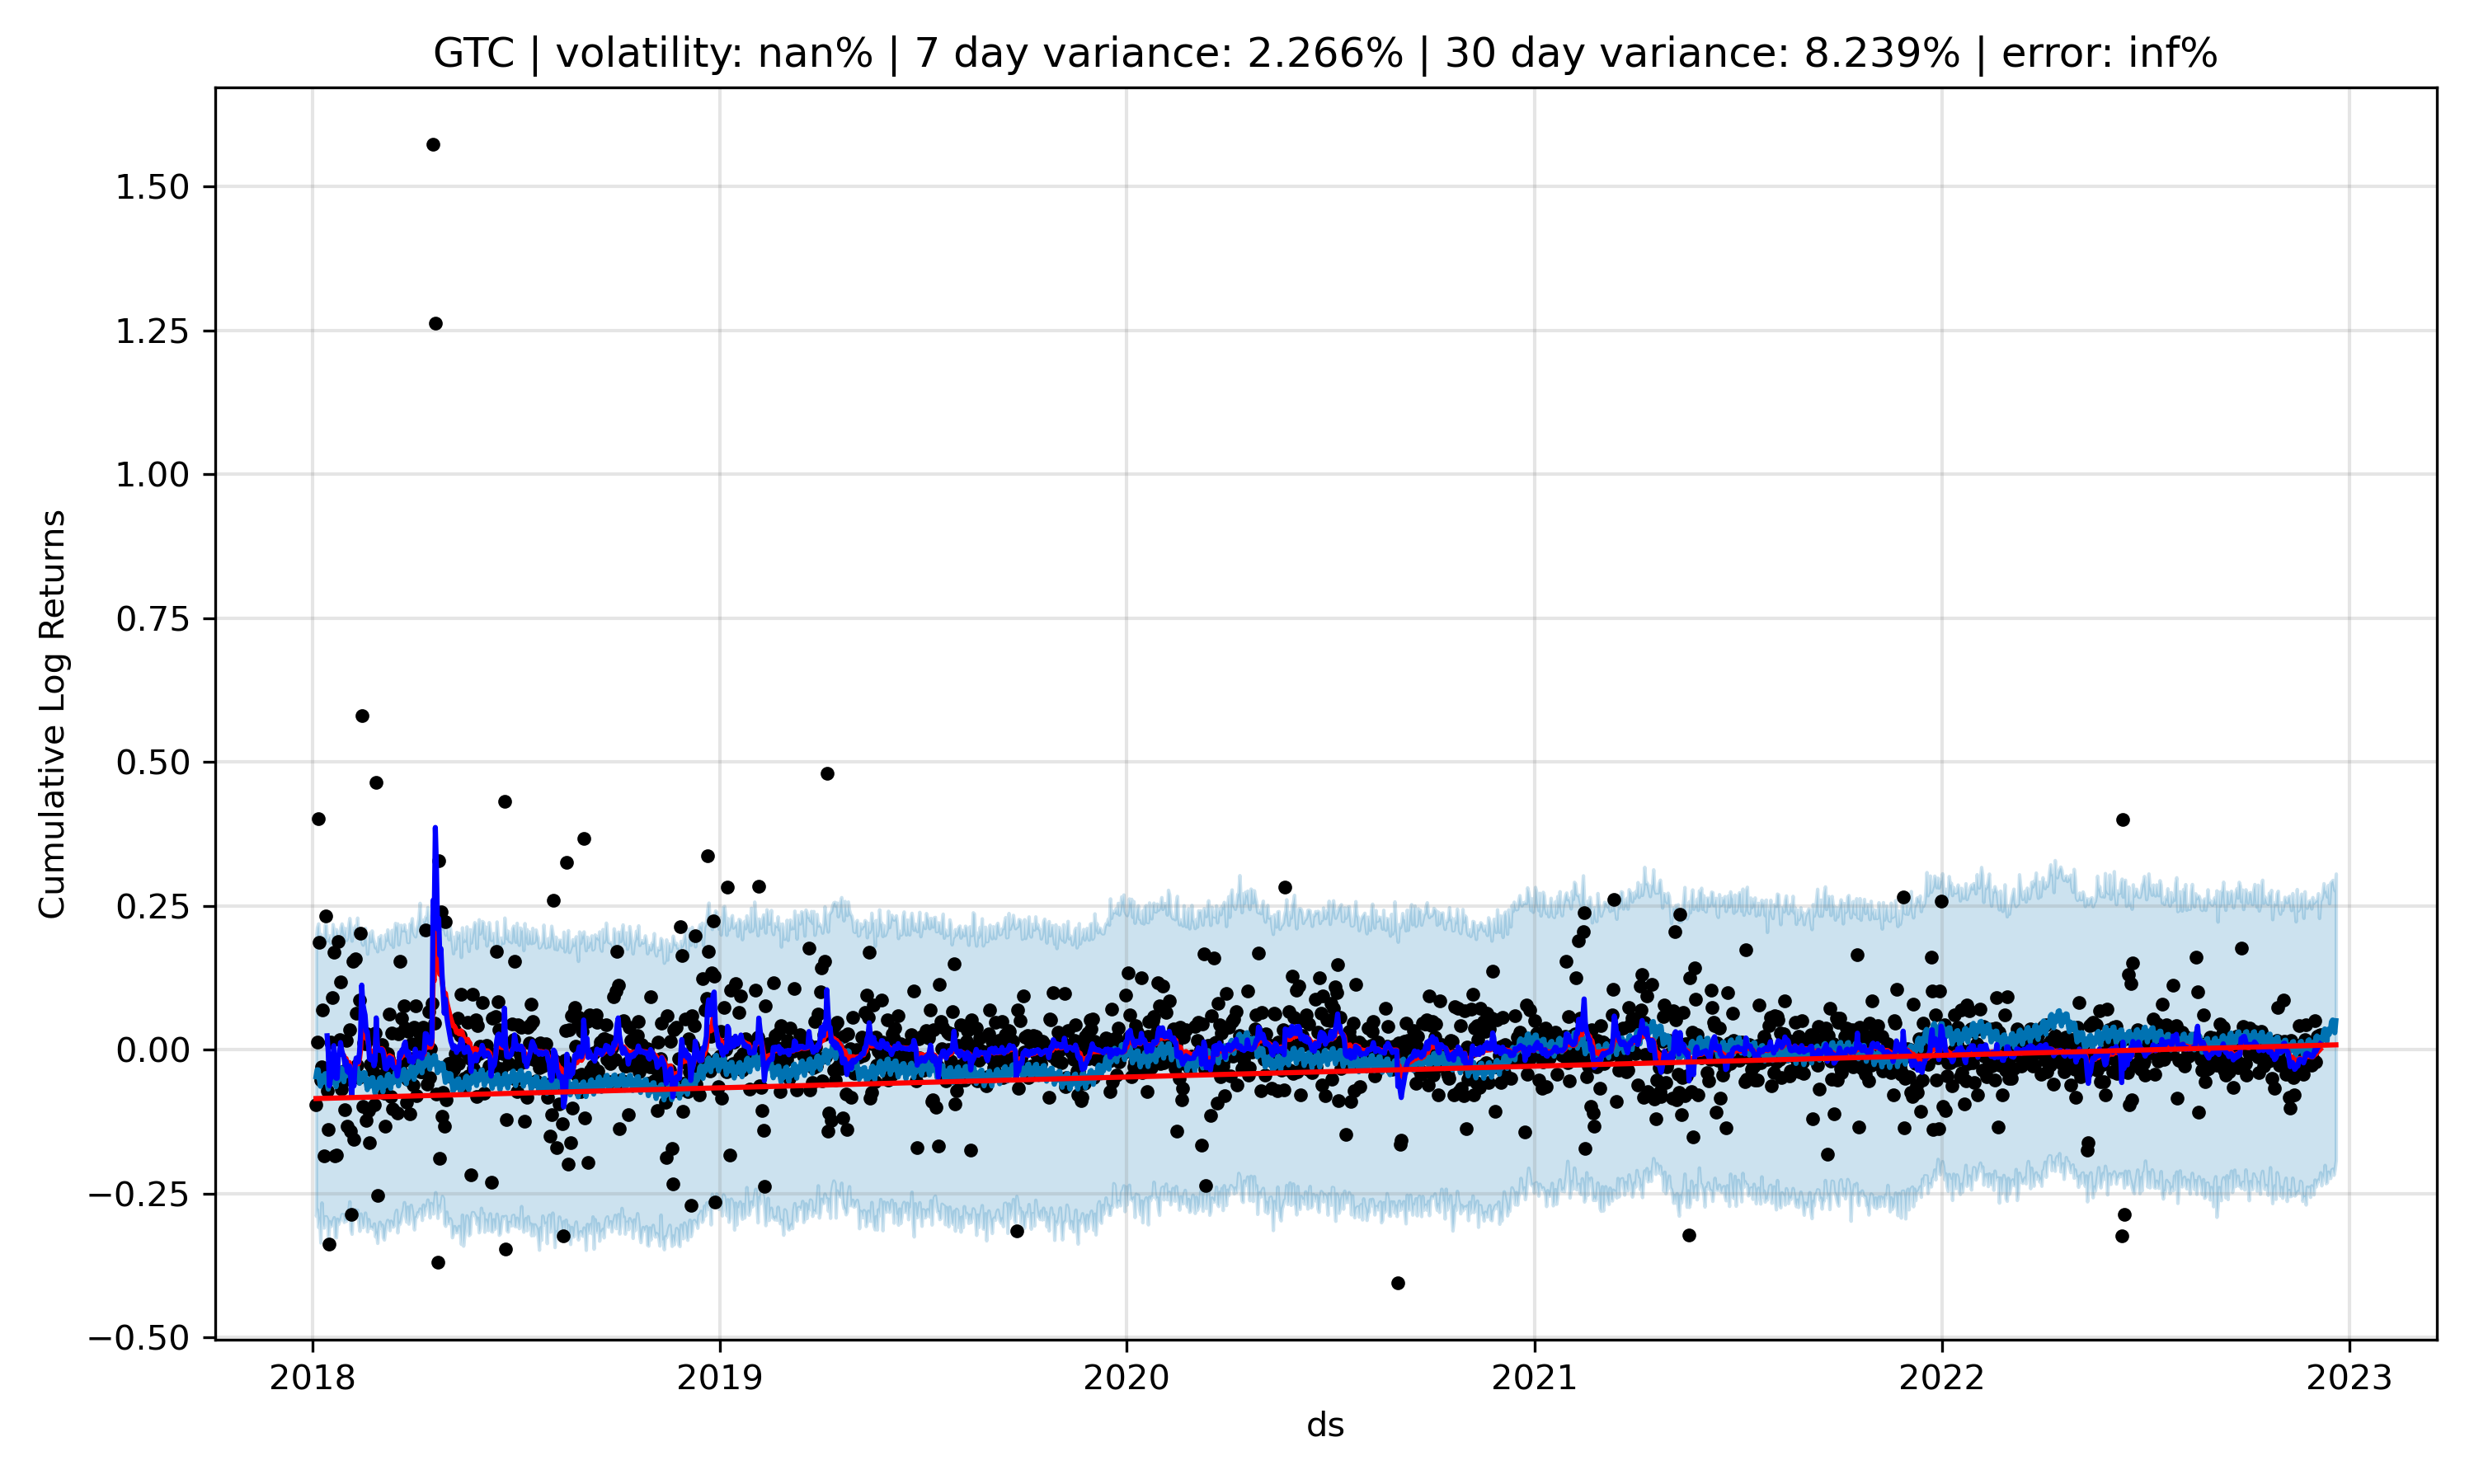 GTC | volatility: nan% | 7 day variance: 2.266% | 30 day variance: 8.239% | error: inf%
Cumulative Log Returns
1.50
1.25
1.00
0.75
0.50
0.25
0.00
−0.25
−0.50
2018 2019 2020 2021 2022 2023
ds